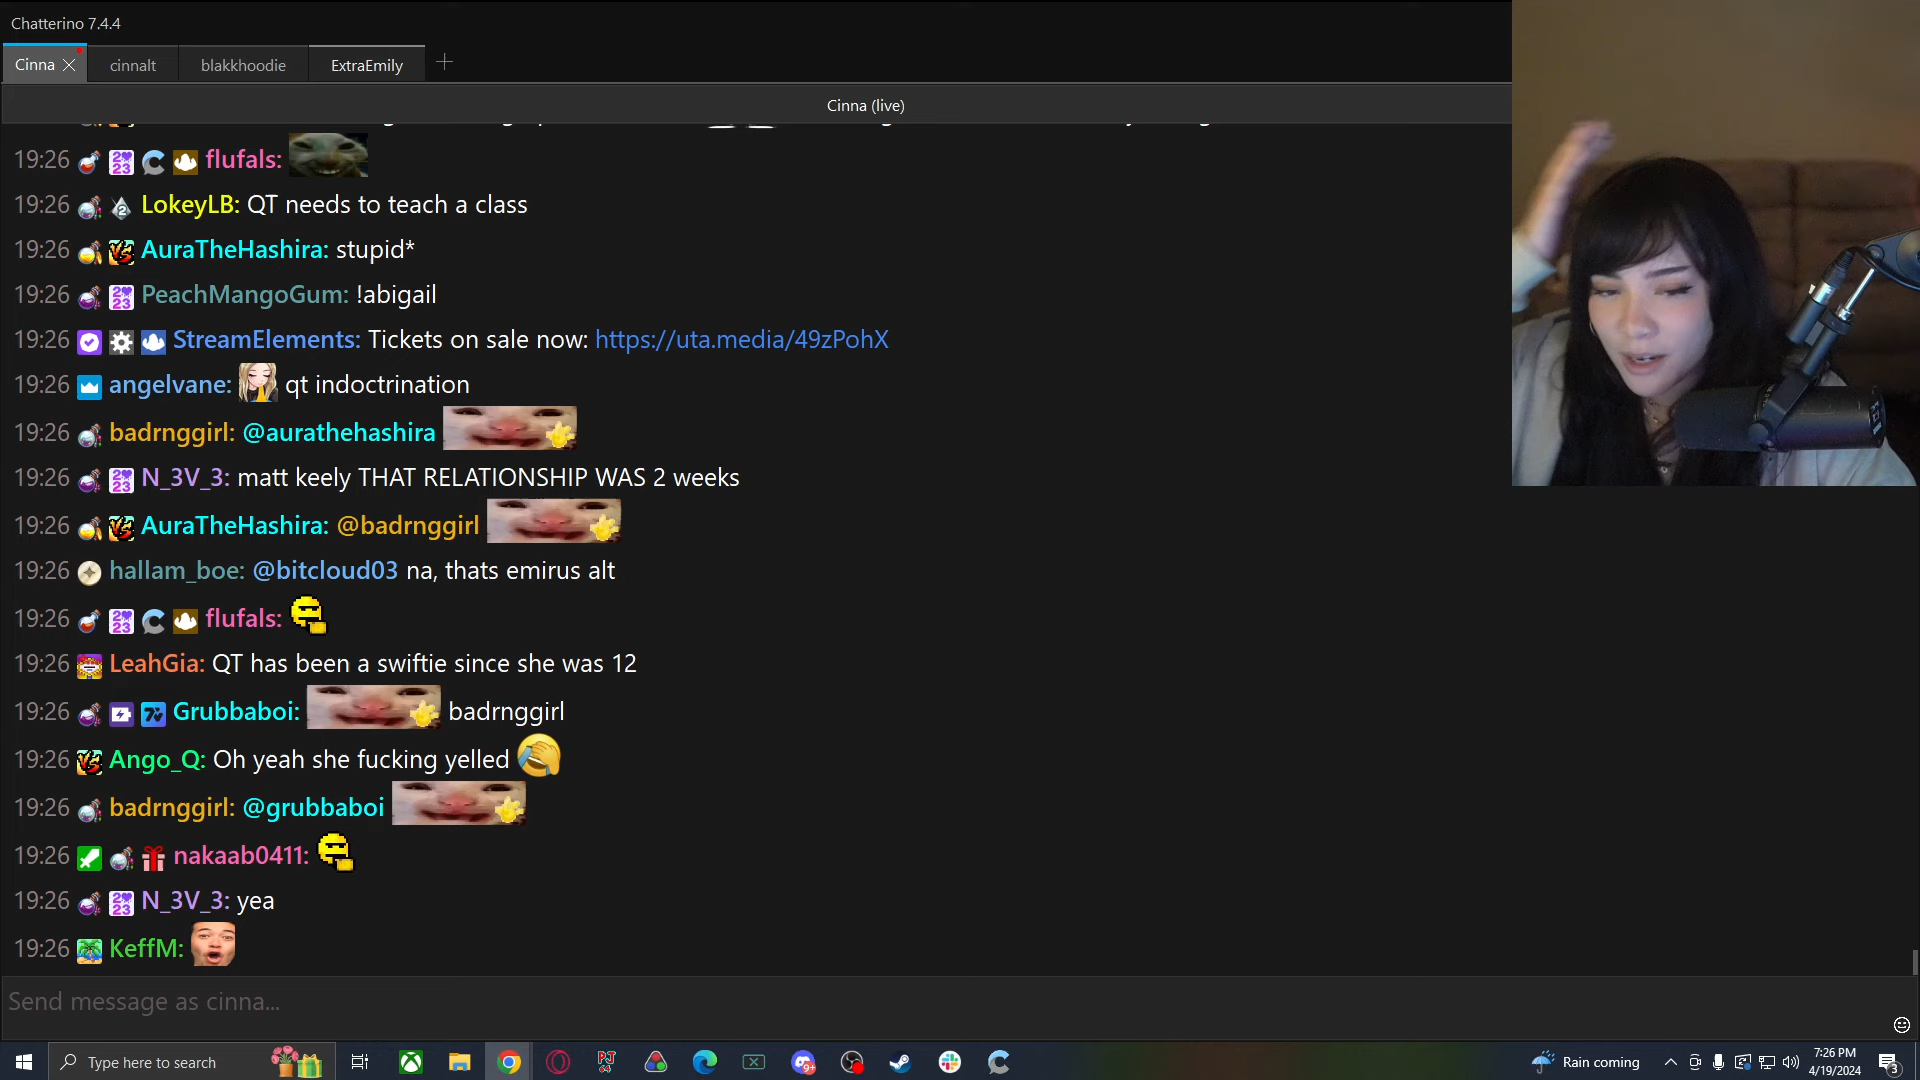 Chatterino 7.4.4
Cinna
cinnalt
blakkhoodie
ExtraEmily
Cinna (live)
19:26 flufals:
19:26 LokeyLB: QT needs to teach a class
19:26 AuraTheHashira: stupid*
19:26 PeachMangoGum: !abigail
19:26 StreamElements: Tickets on sale now: https://uta.media/49zPohX
19:26 angelvane: qt indoctrination
19:26 badrnggirl: @aurathehashira
19:26 N_3V_3: matt keely THAT RELATIONSHIP WAS 2 weeks
19:26 AuraTheHashira: @badrnggirl
19:26 hallam_boe: @bitcloud03 na, thats emirus alt
19:26 flufals:
19:26 LeahGia: QT has been a swiftie since she was 12
19:26 Grubbaboi: badrnggirl
19:26 Ango_Q: Oh yeah she fucking yelled
19:26 badrnggirl: @grubbaboi
19:26 nakaab0411:
19:26 N_3V_3: yea
19:26 KeffM:
Send message as cinna...
Type here to search
Rain coming
7:26 PM
4/19/2024